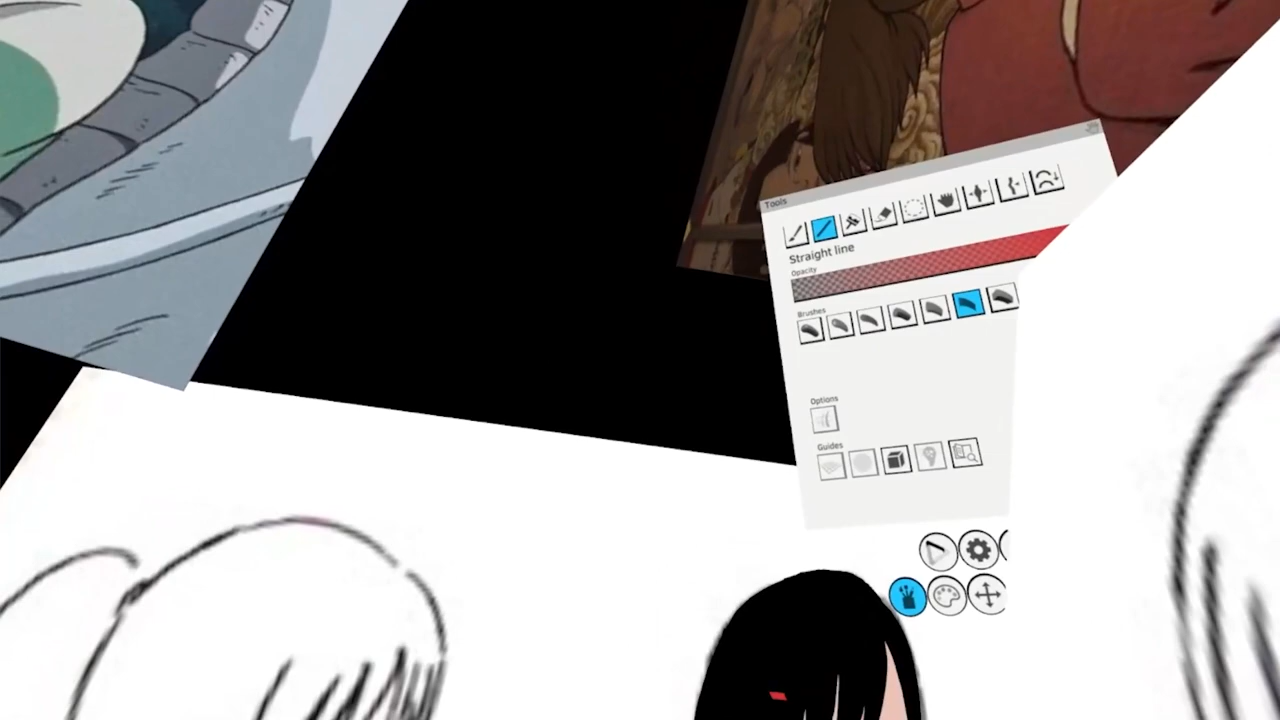 Tools
Straight line
Opacity
Brushes
Options
Guides